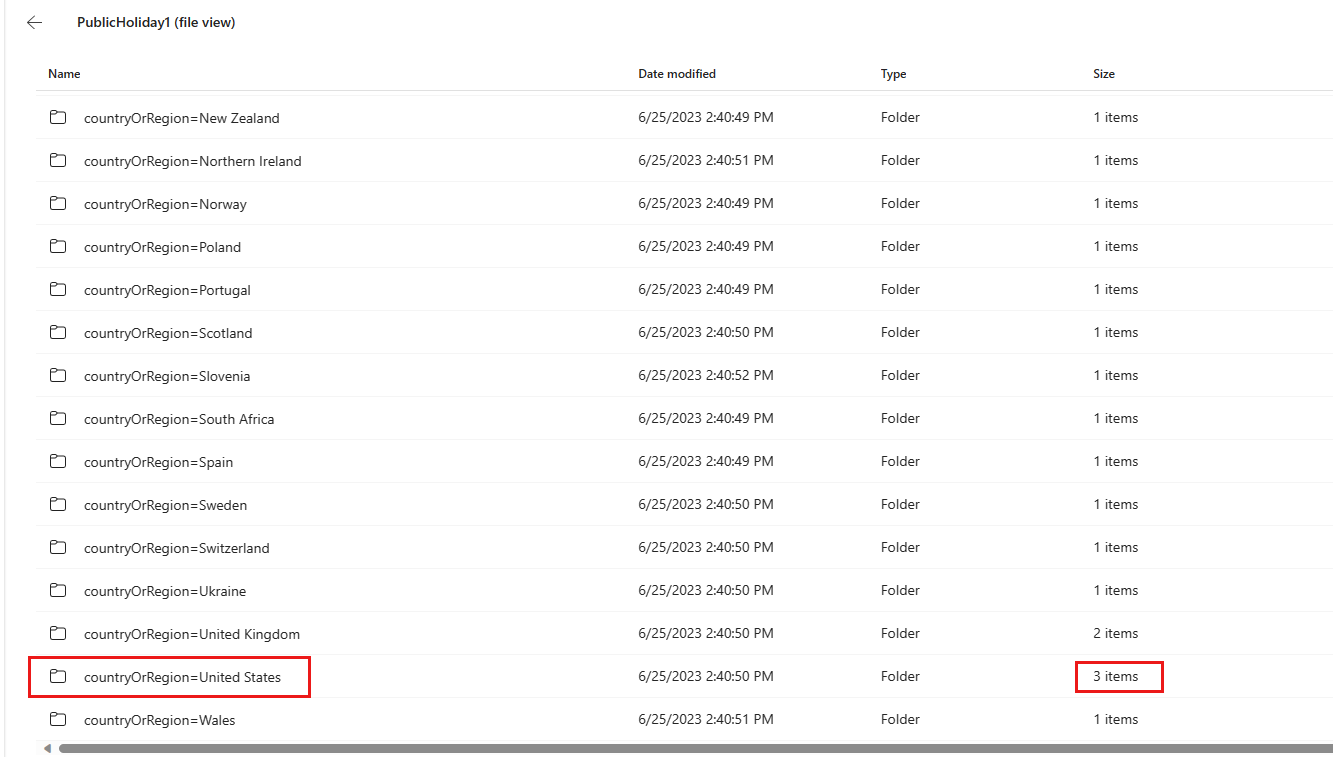 PublicHoliday1 (file view)
Name Date modified Type Size
countryOrRegion=New Zealand 6/25/2023 2:40:49 PM Folder 1 items
countryOrRegion=Northern Ireland 6/25/2023 2:40:51 PM Folder 1 items
countryOrRegion=Norway 6/25/2023 2:40:49 PM Folder 1 items
countryOrRegion=Poland 6/25/2023 2:40:49 PM Folder 1 items
countryOrRegion=Portugal 6/25/2023 2:40:49 PM Folder 1 items
countryOrRegion=Scotland 6/25/2023 2:40:50 PM Folder 1 items
countryOrRegion=Slovenia 6/25/2023 2:40:52 PM Folder 1 items
countryOrRegion=South Africa 6/25/2023 2:40:49 PM Folder 1 items
countryOrRegion=Spain 6/25/2023 2:40:49 PM Folder 1 items
countryOrRegion=Sweden 6/25/2023 2:40:50 PM Folder 1 items
countryOrRegion=Switzerland 6/25/2023 2:40:50 PM Folder 1 items
countryOrRegion=Ukraine 6/25/2023 2:40:50 PM Folder 1 items
countryOrRegion=United Kingdom 6/25/2023 2:40:50 PM Folder 2 items
countryOrRegion=United States 6/25/2023 2:40:50 PM Folder 3 items
countryOrRegion=Wales 6/25/2023 2:40:51 PM Folder 1 items